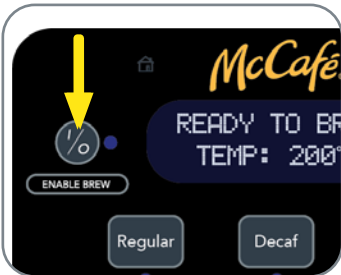 McCafé
READY TO BR
TEMP: 200°
I/O
ENABLE BREW
Regular
Decaf